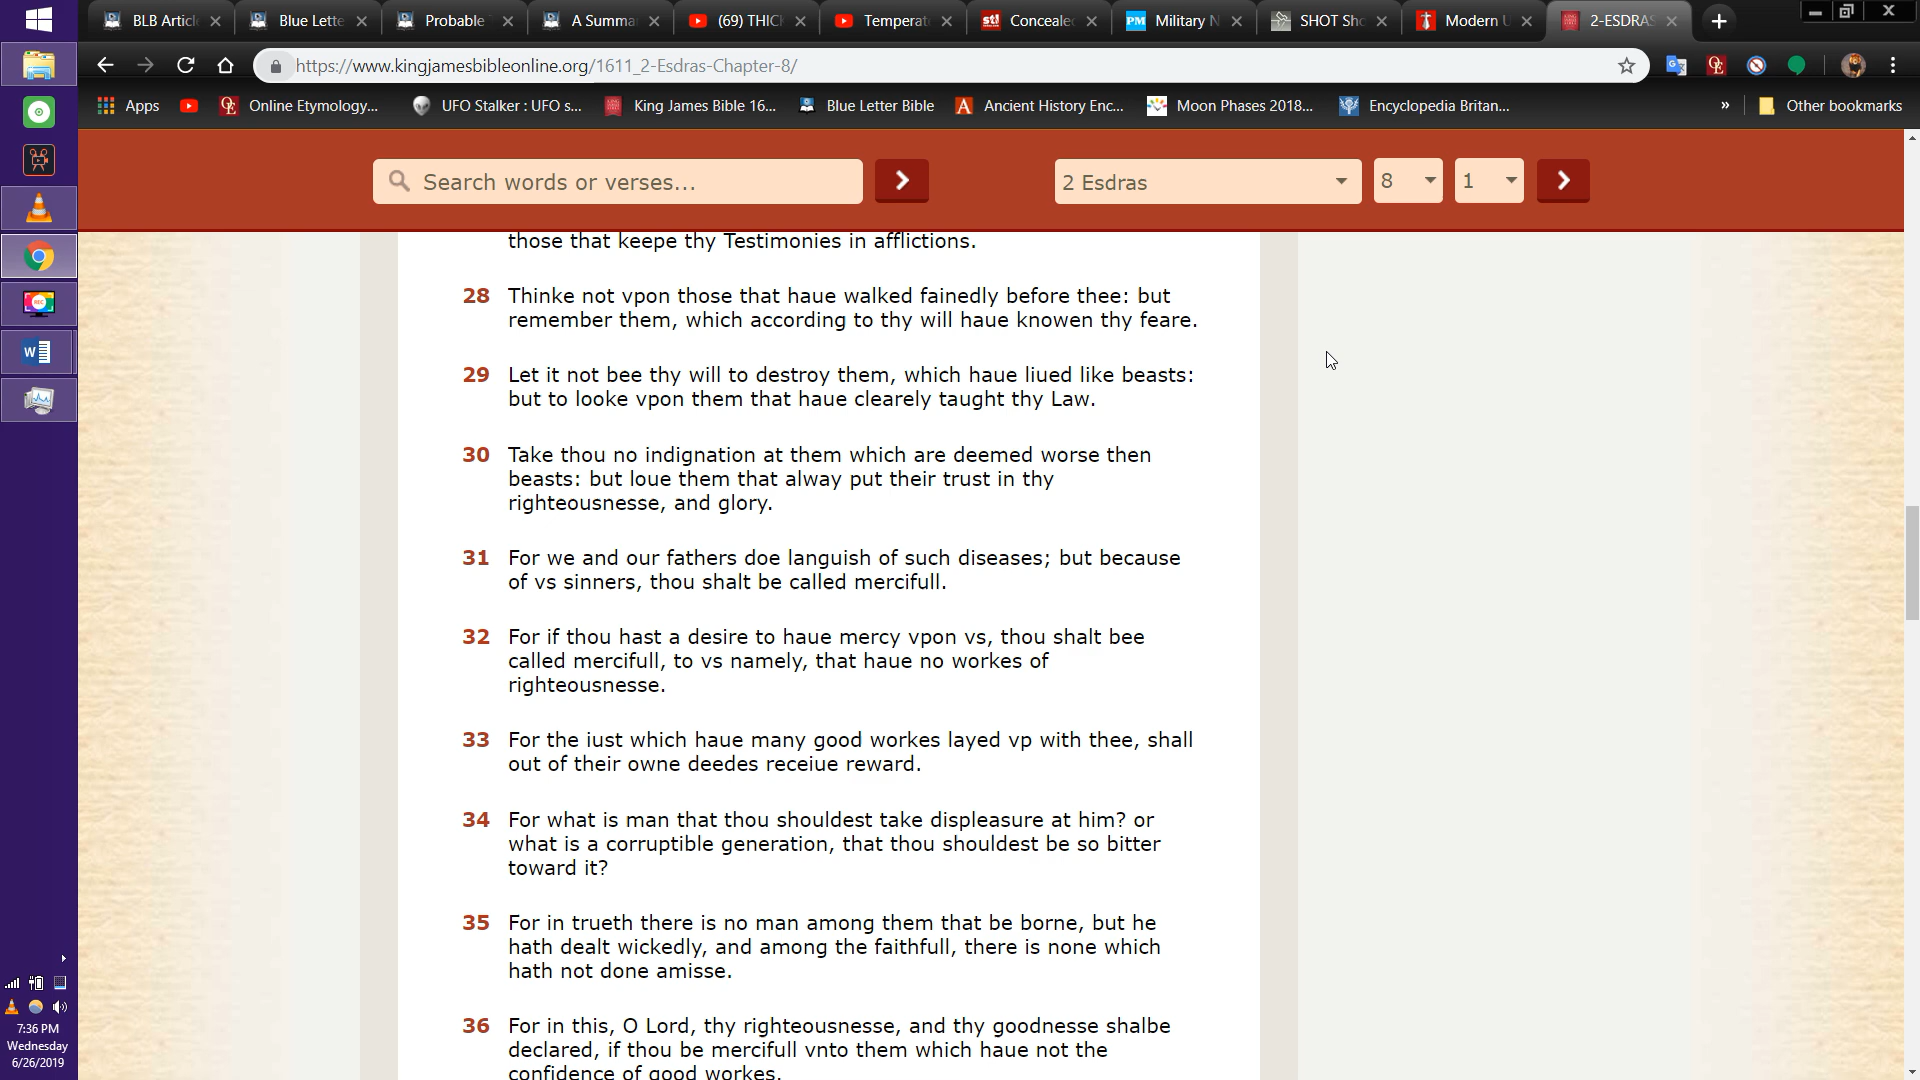 BLB Articl
Blue Lette
Probable
A Summa
(69) THIC
Temperat
Concealed
Military N
SHOT Sho
Modern U
2-ESDRAS
https://www.kingjamesbibleonline.org/1611_2-Esdras-Chapter-8/
Apps
Online Etymology...
UFO Stalker : UFO s...
King James Bible 16...
Blue Letter Bible
Ancient History Enc...
Moon Phases 2018...
Encyclopedia Britan...
»
Other bookmarks
Search words or verses...
2 Esdras
8
1
those that keepe thy Testimonies in afflictions.
28 Thinke not vpon those that haue walked fainedly before thee: but
remember them, which according to thy will haue knowen thy feare.
29 Let it not bee thy will to destroy them, which haue liued like beasts:
but to looke vpon them that haue clearely taught thy Law.
30 Take thou no indignation at them which are deemed worse then
beasts: but loue them that alway put their trust in thy
righteousnesse, and glory.
31 For we and our fathers doe languish of such diseases; but because
of vs sinners, thou shalt be called mercifull.
32 For if thou hast a desire to haue mercy vpon vs, thou shalt bee
called mercifull, to vs namely, that haue no workes of
righteousnesse.
33 For the iust which haue many good workes layed vp with thee, shall
out of their owne deedes receiue reward.
34 For what is man that thou shouldest take displeasure at him? or
what is a corruptible generation, that thou shouldest be so bitter
toward it?
35 For in trueth there is no man among them that be borne, but he
hath dealt wickedly, and among the faithfull, there is none which
hath not done amisse.
36 For in this, O Lord, thy righteousnesse, and thy goodnesse shalbe
declared, if thou be mercifull vnto them which haue not the
confidence of good workes.
7:36 PM
Wednesday
6/26/2019